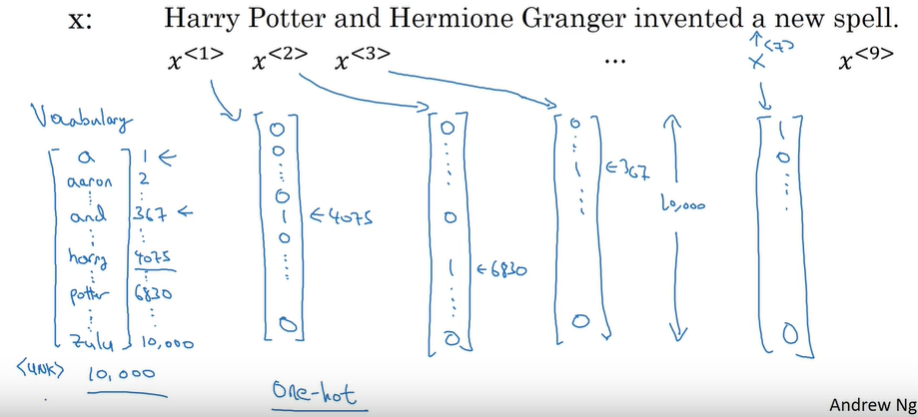 x: Harry Potter and Hermione Granger invented a new spell.
x<1> x<2> x<3> ... x<7> x<9>
Vocabulary
a 1 ←
aaron 2
⋮
and 367 ←
⋮
harry 4075
⋮
potter 6830
⋮
zulu 10,000
<UNK> 10,000
0
0
⋮
0
1 ← 4075
0
⋮
0
0
⋮
0
1 ← 6830
⋮
0
0
⋮
1 ← 367
⋮
0
10,000
1
0
⋮
0
One-hot
Andrew Ng